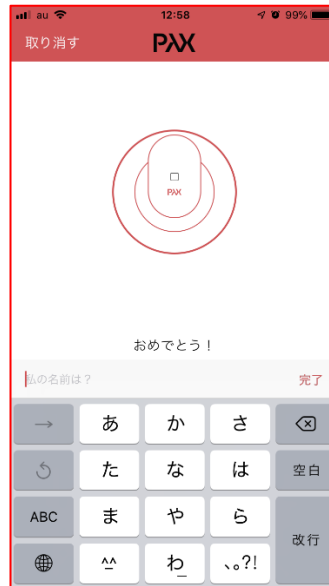 au 12:58 99%
取り消す PAX
PAX
おめでとう！
私の名前は？ 完了
→ あ か さ
た な は 空白
ABC ま や ら 改行
^^ わ_ 、。?!